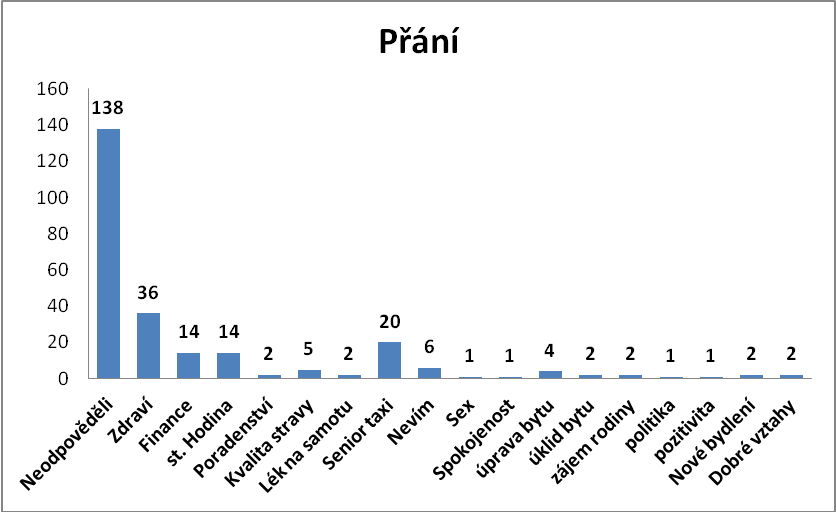 Přání
160
140
120
100
80
60
40
20
0
138
36
14
14
2
5
2
20
6
1
1
4
2
2
1
1
2
2
Neodpověděli
Zdraví
Finance
st. Hodina
Poradenství
Kvalita stravy
Lék na samotu
Senior taxi
Nevím
Sex
Spokojenost
úprava bytu
úklid bytu
zájem rodiny
politika
pozitivita
Nové bydlení
Dobré vztahy